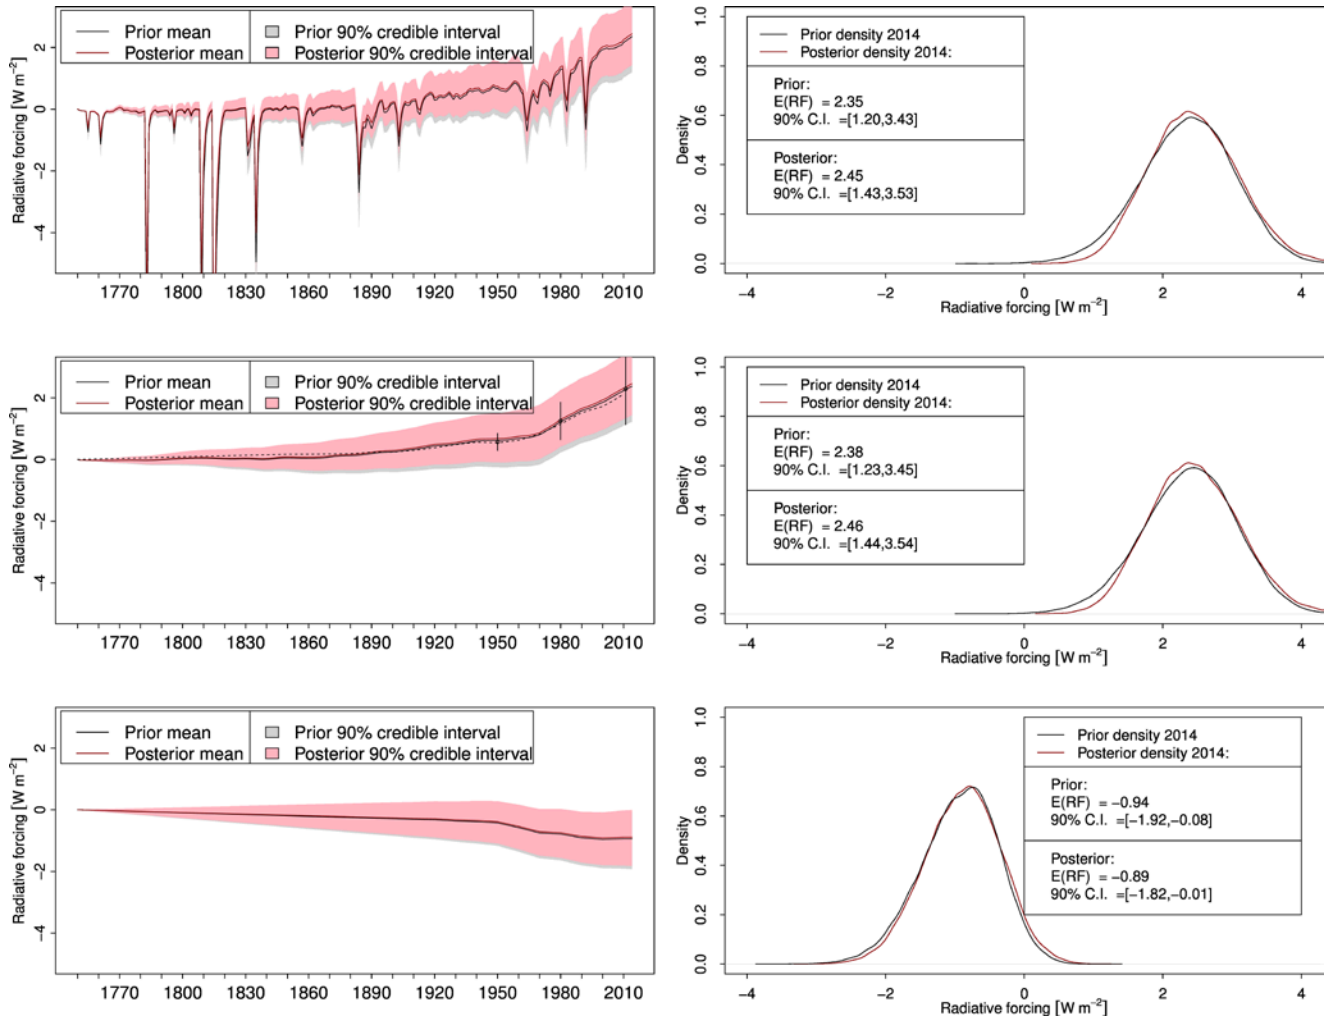 Prior mean
Posterior mean
Prior 90% credible interval
Posterior 90% credible interval
Radiative forcing [W m−2]
2
0
−2
−4
1770 1800 1830 1860 1890 1920 1950 1980 2010
Prior density 2014
Posterior density 2014:
Prior:
E(RF) = 2.35
90% C.I. =[1.20,3.43]
Posterior:
E(RF) = 2.45
90% C.I. =[1.43,3.53]
Density
1.0
0.8
0.6
0.4
0.2
0.0
−4 −2 0 2 4
Radiative forcing [W m−2]
Prior mean
Posterior mean
Prior 90% credible interval
Posterior 90% credible interval
Radiative forcing [W m−2]
2
0
−2
−4
1770 1800 1830 1860 1890 1920 1950 1980 2010
Prior density 2014
Posterior density 2014:
Prior:
E(RF) = 2.38
90% C.I. =[1.23,3.45]
Posterior:
E(RF) = 2.46
90% C.I. =[1.44,3.54]
Density
1.0
0.8
0.6
0.4
0.2
0.0
−4 −2 0 2 4
Radiative forcing [W m−2]
Prior mean
Posterior mean
Prior 90% credible interval
Posterior 90% credible interval
Radiative forcing [W m−2]
2
0
−2
−4
1770 1800 1830 1860 1890 1920 1950 1980 2010
Prior density 2014
Posterior density 2014:
Prior:
E(RF) = −0.94
90% C.I. =[−1.92,−0.08]
Posterior:
E(RF) = −0.89
90% C.I. =[−1.82,−0.01]
Density
1.0
0.8
0.6
0.4
0.2
0.0
−4 −2 0 2 4
Radiative forcing [W m−2]